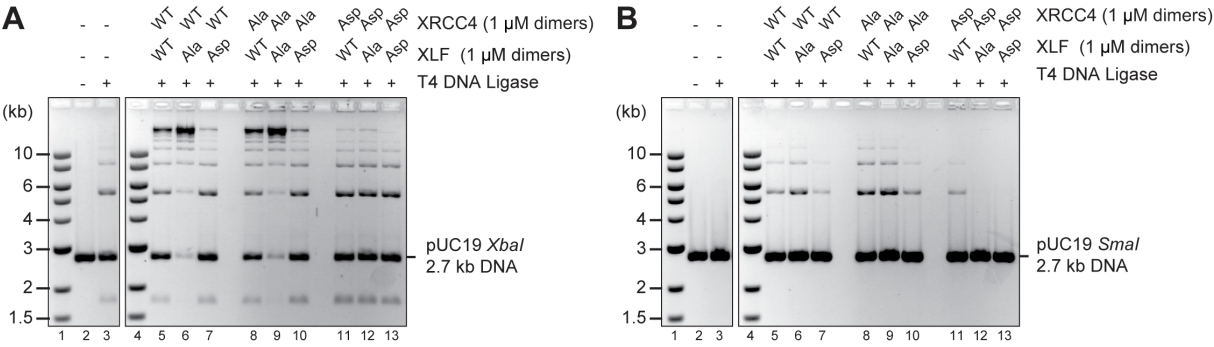 A
- - WT WT WT Ala Ala Ala Asp Asp Asp XRCC4 (1 µM dimers)
- - WT Ala Asp WT Ala Asp WT Ala Asp XLF (1 µM dimers)
- + + + + + + + + + + T4 DNA Ligase
(kb)
10
6
4
3
2
1.5
pUC19 XbaI
2.7 kb DNA
1 2 3 4 5 6 7 8 9 10 11 12 13
B
- - WT WT WT Ala Ala Ala Asp Asp Asp XRCC4 (1 µM dimers)
- - WT Ala Asp WT Ala Asp WT Ala Asp XLF (1 µM dimers)
- + + + + + + + + + + T4 DNA Ligase
(kb)
10
6
4
3
2
1.5
pUC19 SmaI
2.7 kb DNA
1 2 3 4 5 6 7 8 9 10 11 12 13